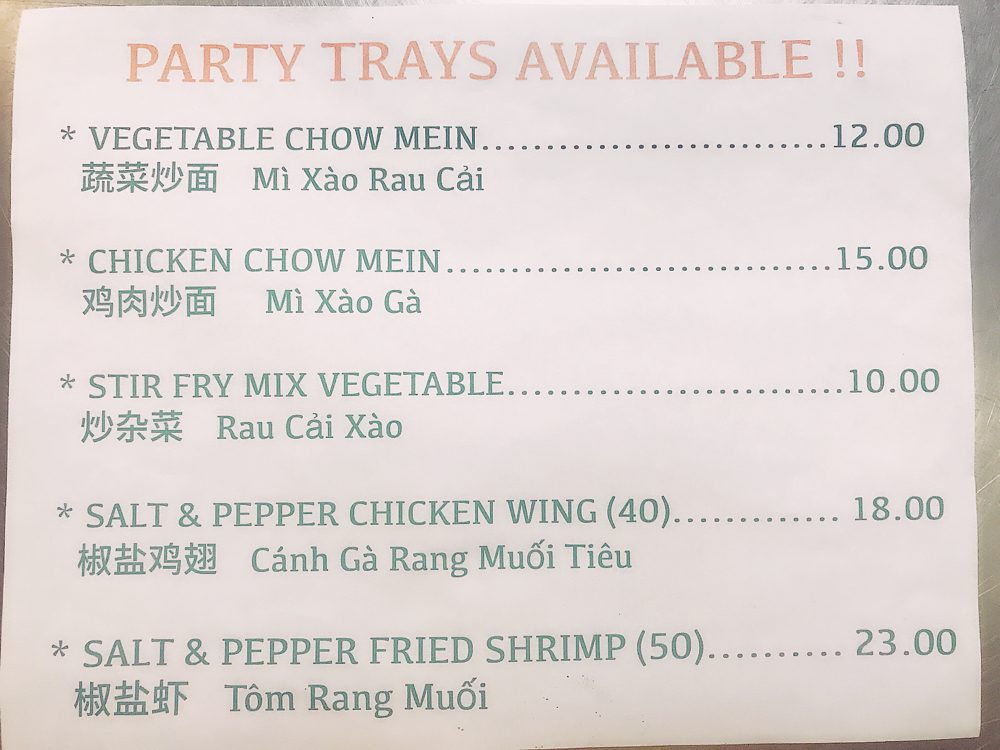 PARTY TRAYS AVAILABLE !!
* VEGETABLE CHOW MEIN...........................12.00
蔬菜炒面 Mì Xào Rau Cải
* CHICKEN CHOW MEIN..............................15.00
鸡肉炒面 Mì Xào Gà
* STIR FRY MIX VEGETABLE..........................10.00
炒杂菜 Rau Cải Xào
* SALT & PEPPER CHICKEN WING (40)............. 18.00
椒盐鸡翅 Cánh Gà Rang Muối Tiêu
* SALT & PEPPER FRIED SHRIMP (50).......... 23.00
椒盐虾 Tôm Rang Muối